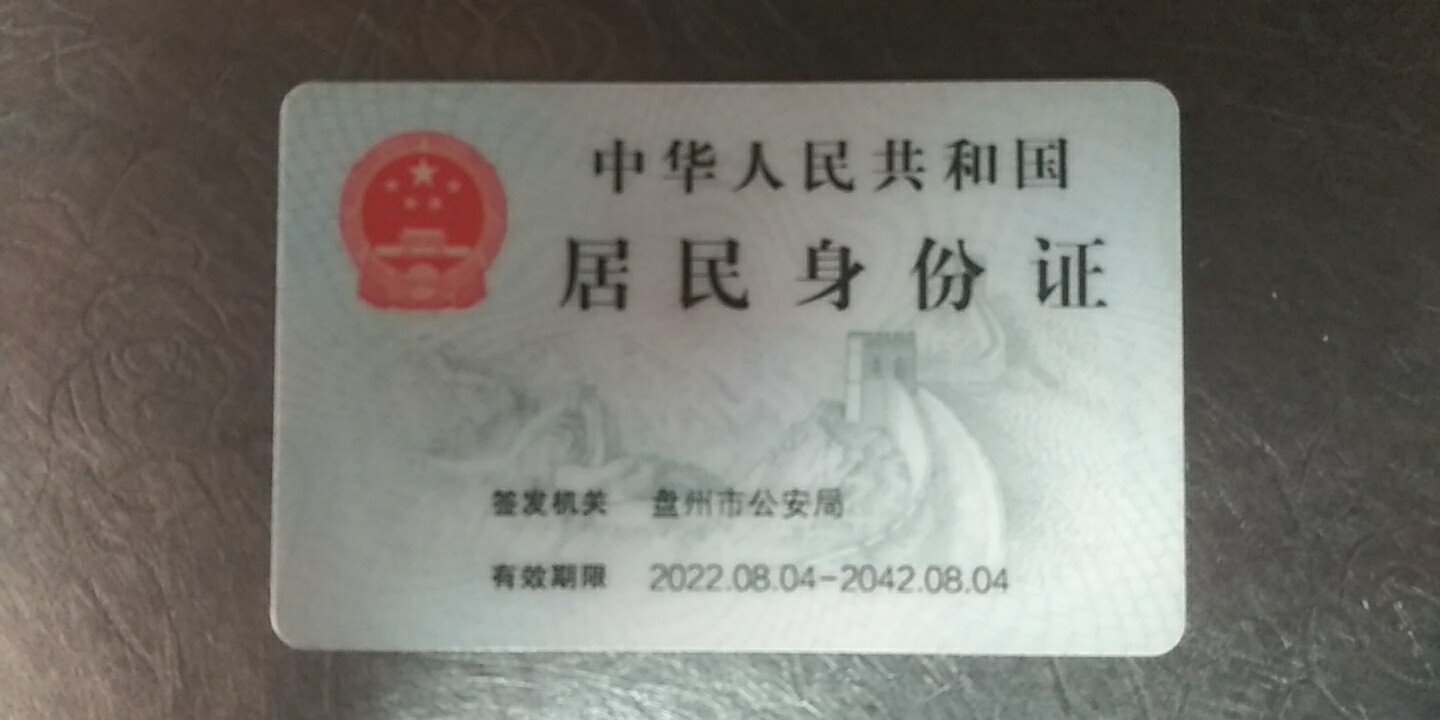 中华人民共和国
居民身份证
签发机关 盘州市公安局
有效期限 2022.08.04-2042.08.04